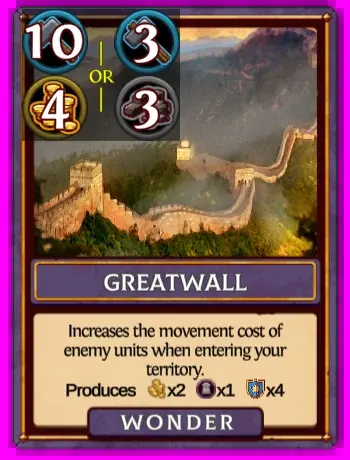 10 OR 3
4 3
GREATWALL
Increases the movement cost of
enemy units when entering your
territory.
Produces x2 x1 x4
WONDER